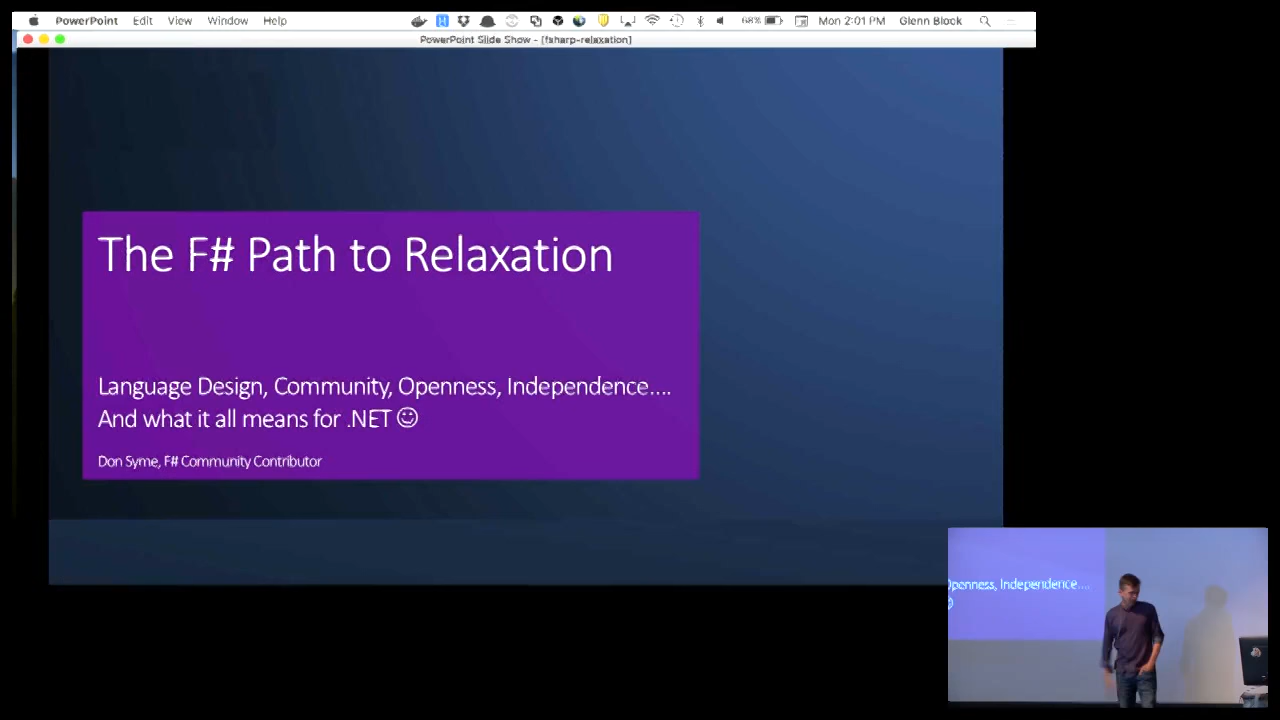 PowerPoint Edit View Window Help 68% Mon 2:01 PM Glenn Block
PowerPoint Slide Show - [fsharp-relaxation]
The F# Path to Relaxation
Language Design, Community, Openness, Independence....
And what it all means for .NET ☺
Don Syme, F# Community Contributor
Openness, Independence....